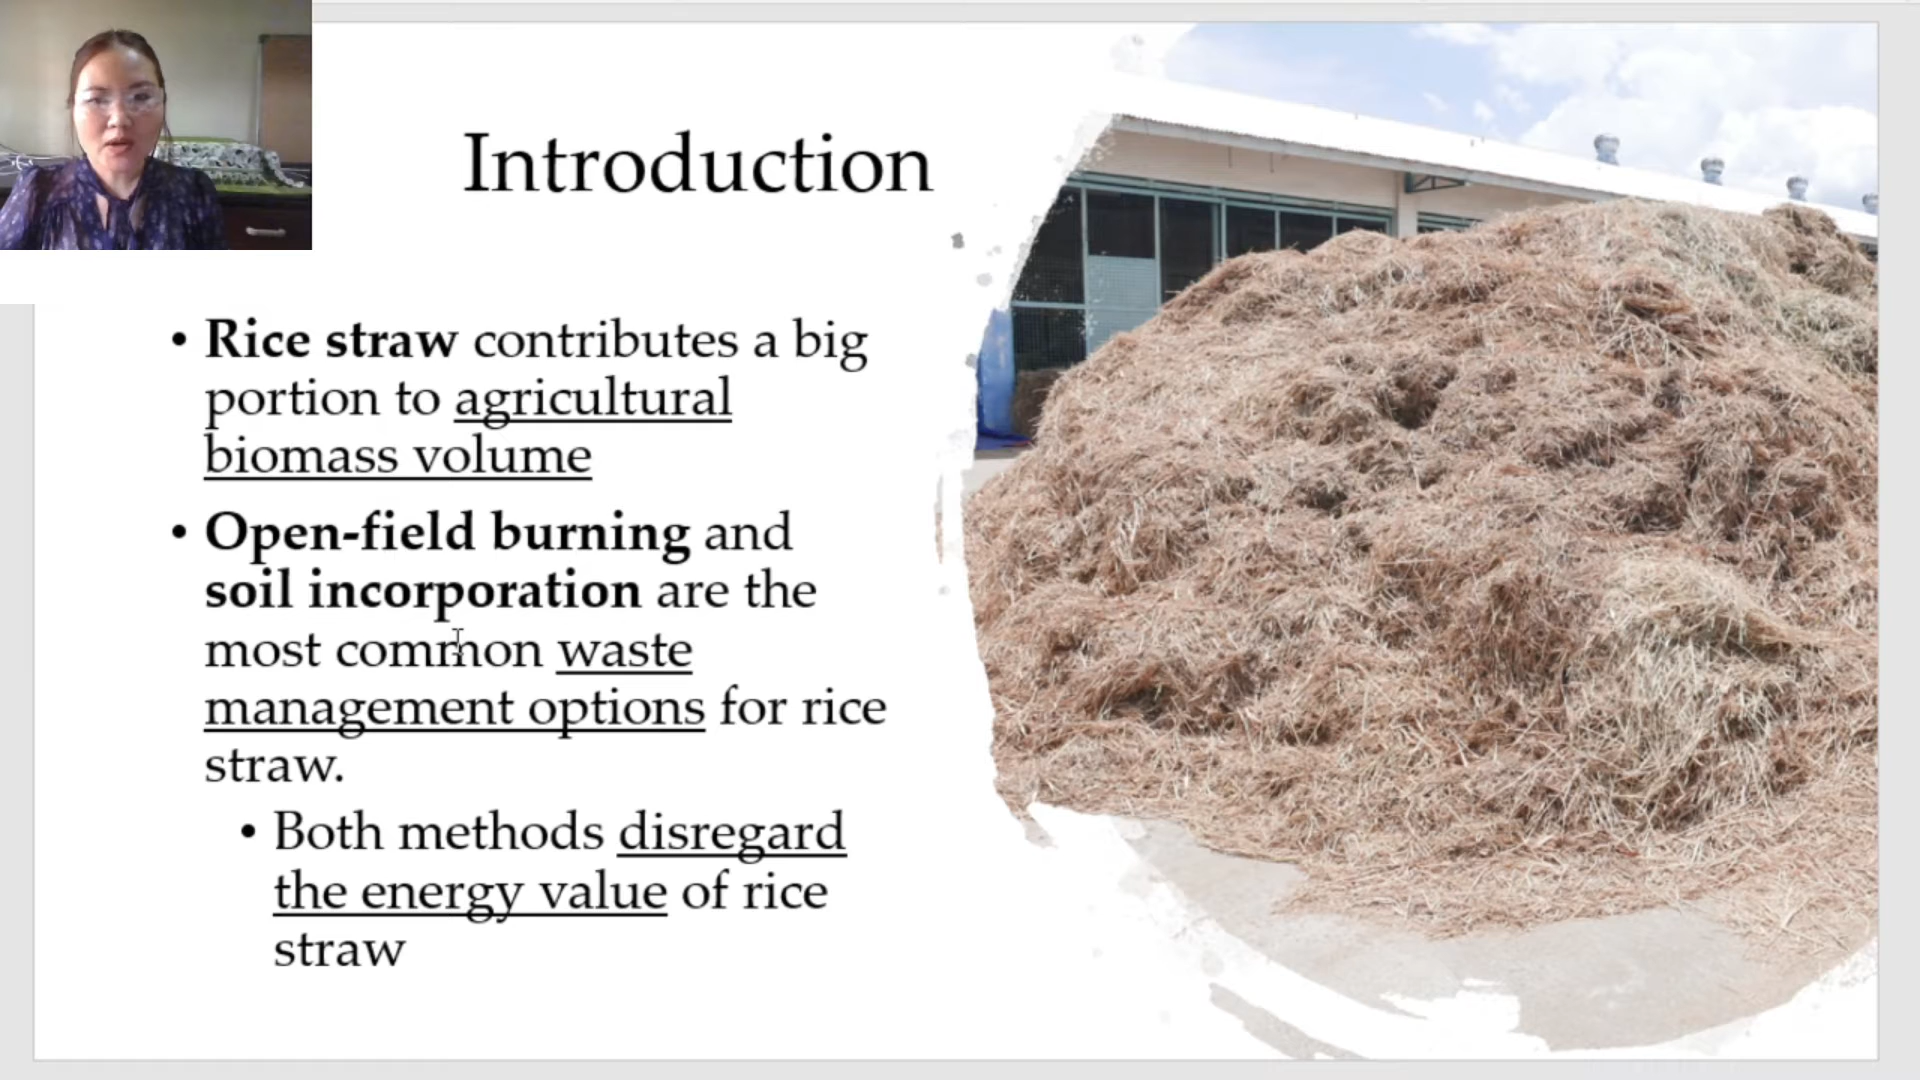 Introduction
• Rice straw contributes a big
portion to agricultural
biomass volume
• Open-field burning and
soil incorporation are the
most common waste
management options for rice
straw.
• Both methods disregard
the energy value of rice
straw